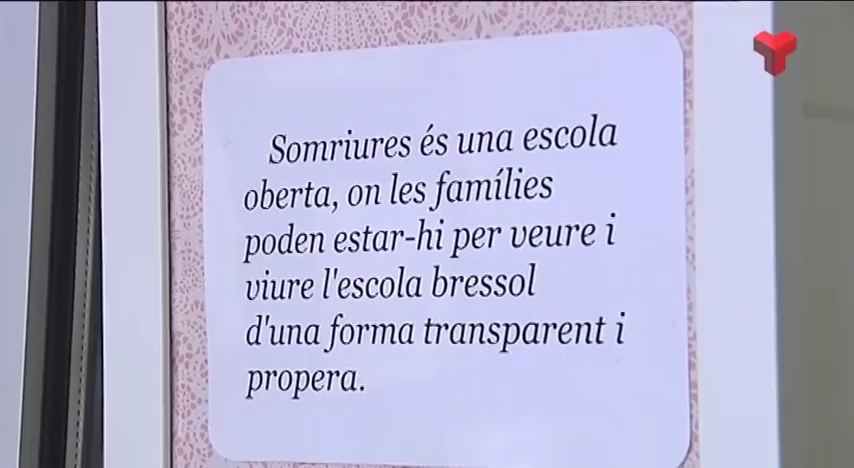 Somriures és una escola
oberta, on les famílies
poden estar-hi per veure i
viure l'escola bressol
d'una forma transparent i
propera.